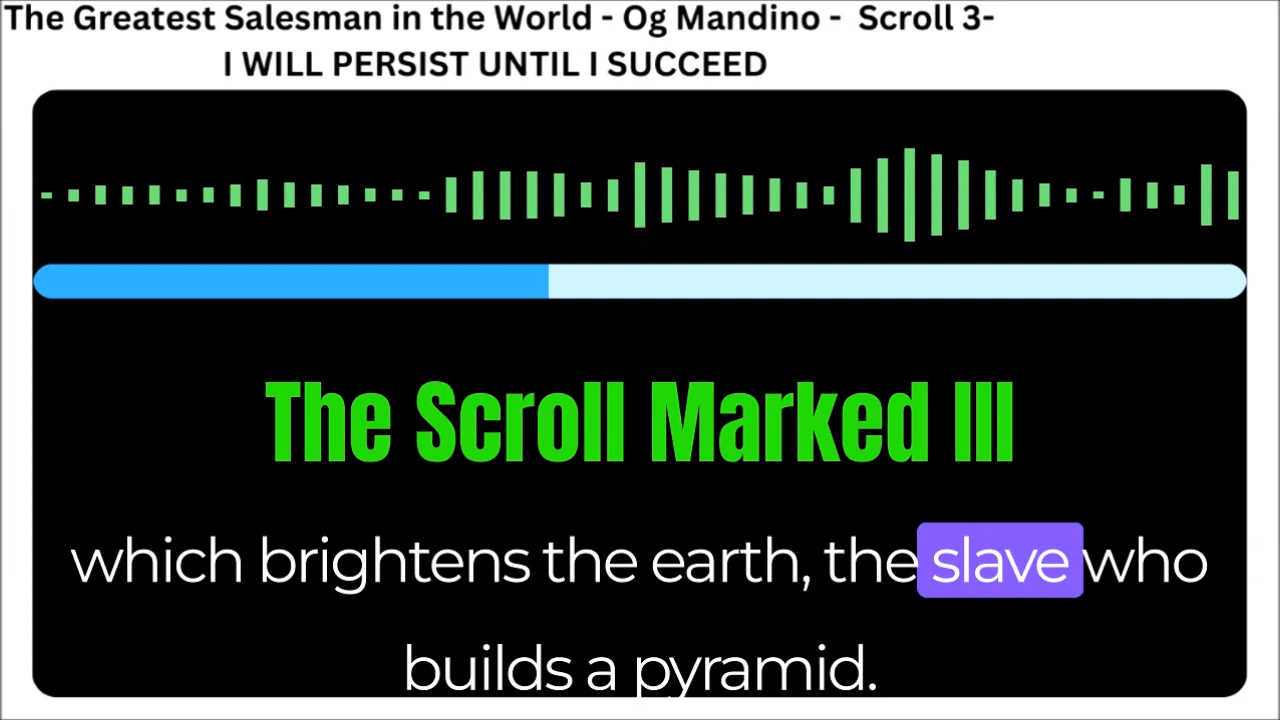 The Greatest Salesman in the World - Og Mandino -  Scroll 3-
I WILL PERSIST UNTIL I SUCCEED
The Scroll Marked III
which brightens the earth, the slave who
builds a pyramid.